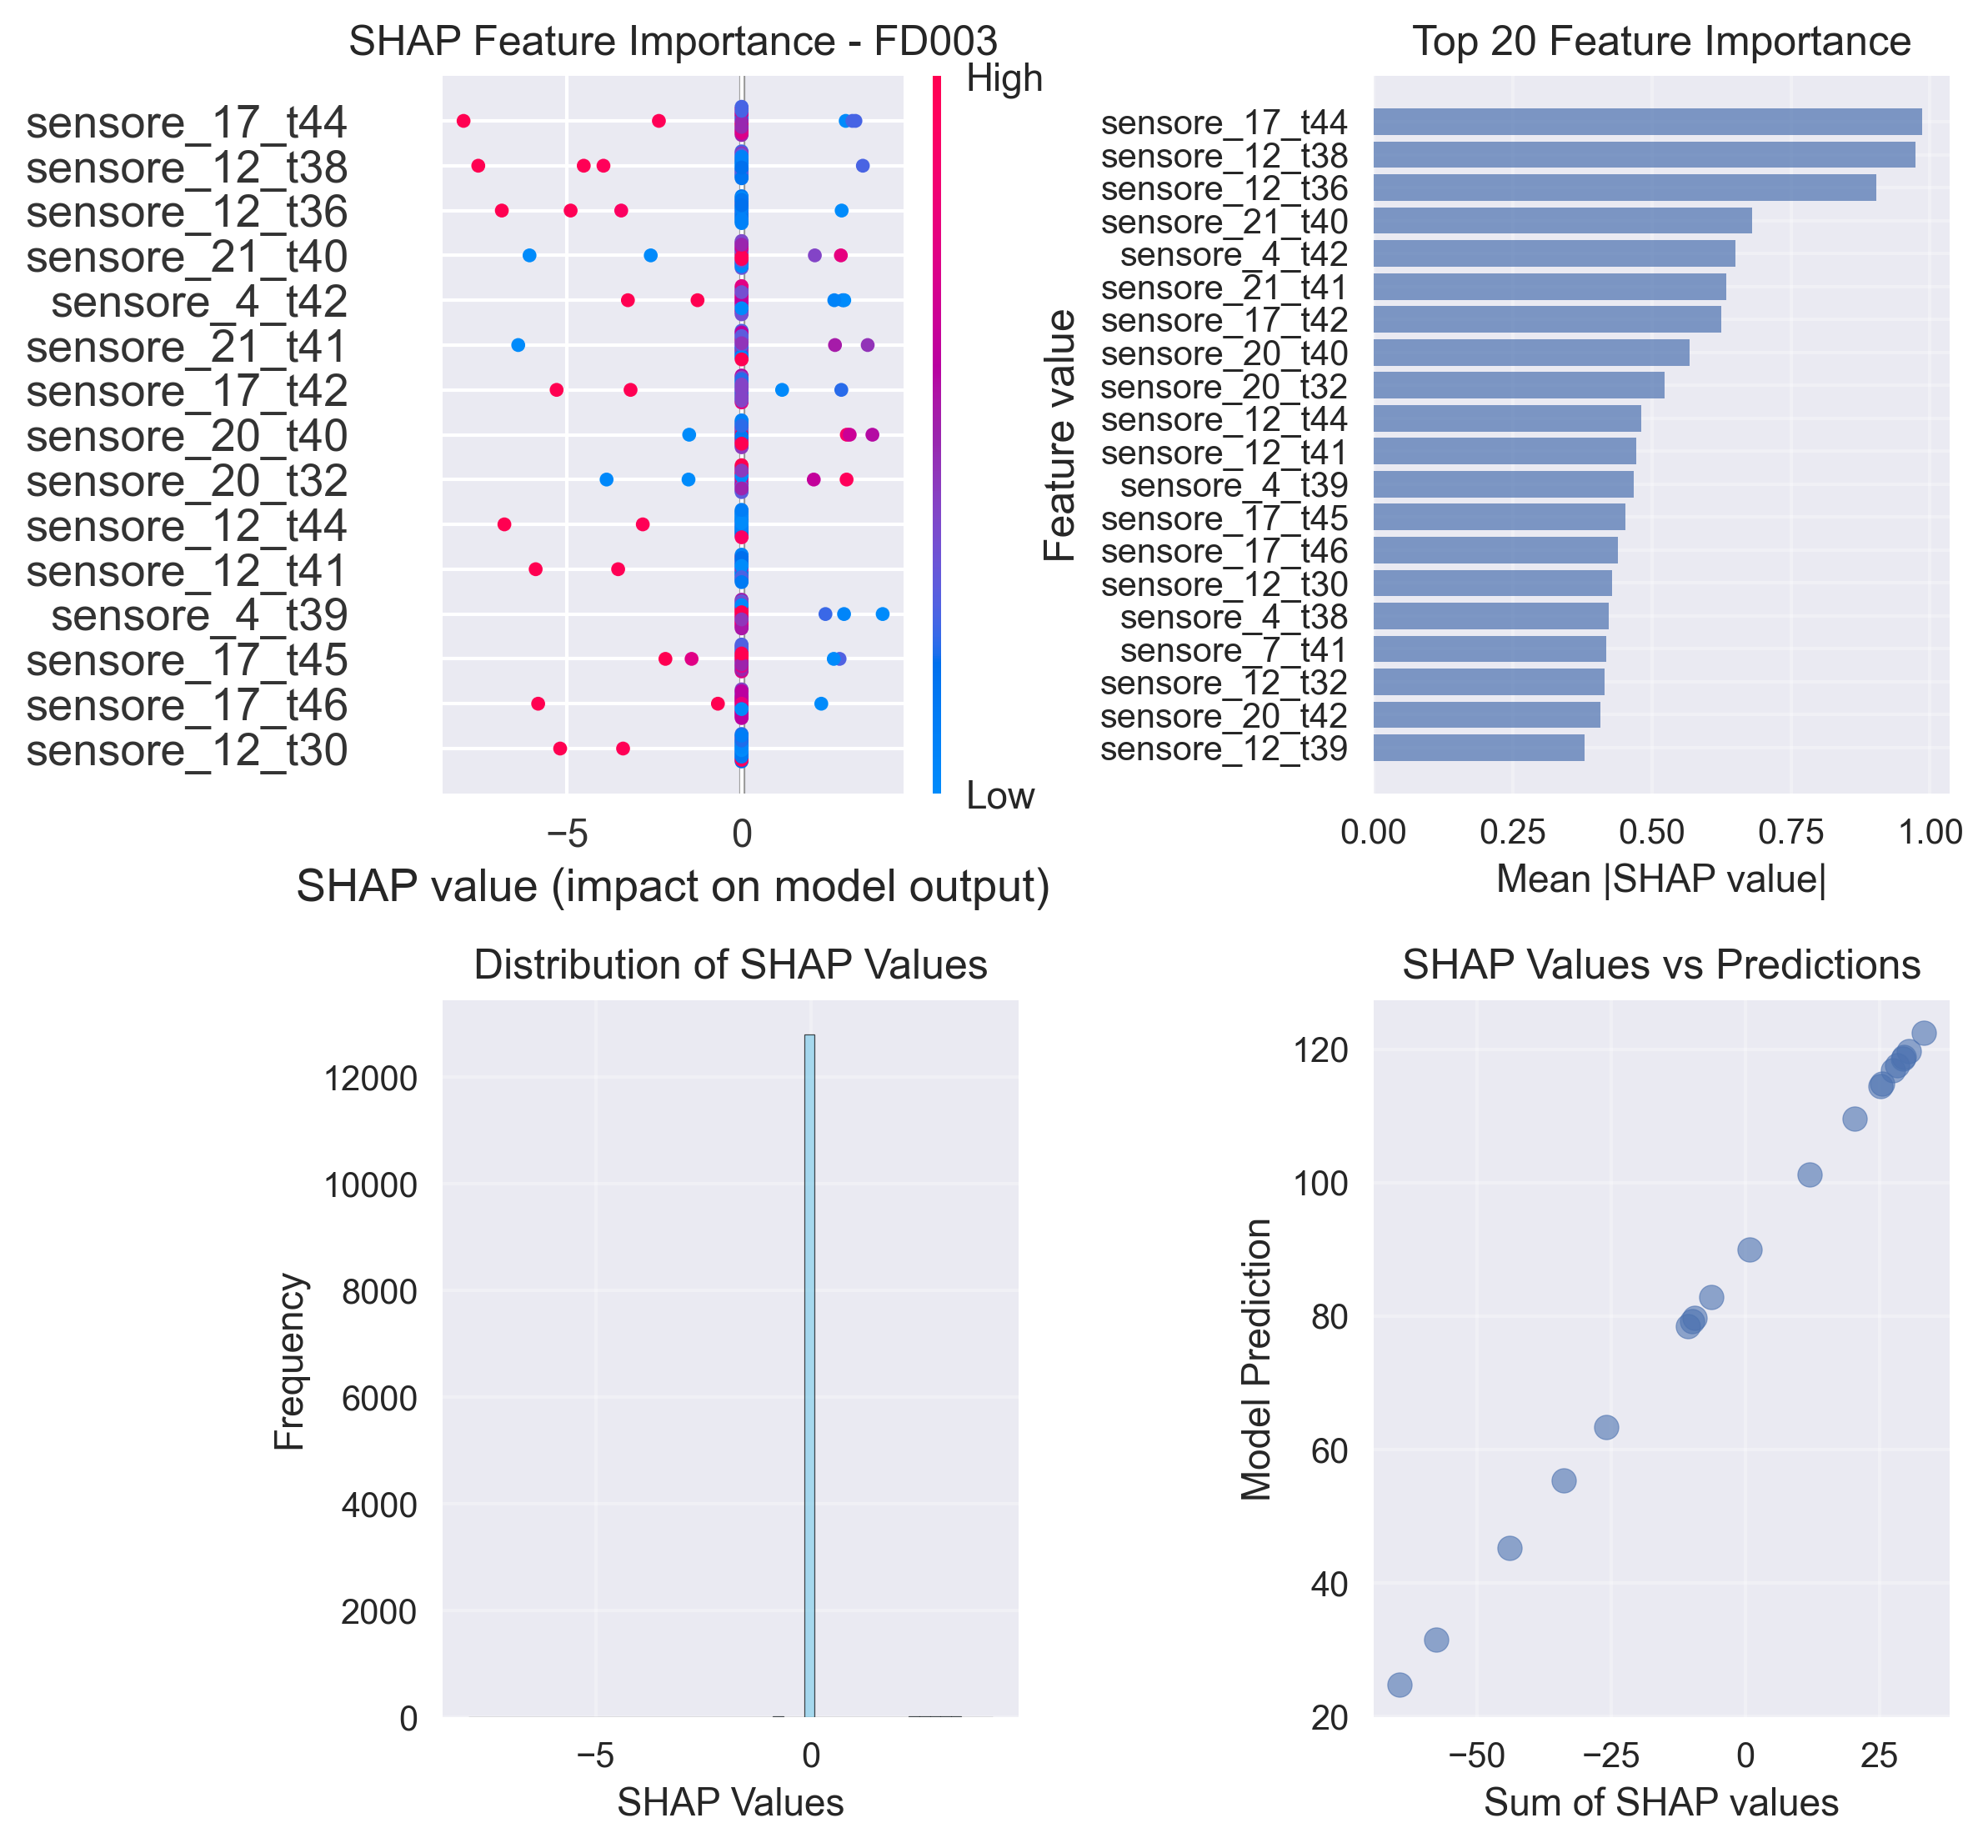 SHAP Feature Importance - FD003
High
sensore_17_t44
sensore_12_t38
sensore_12_t36
sensore_21_t40
sensore_4_t42
sensore_21_t41
sensore_17_t42
sensore_20_t40
sensore_20_t32
sensore_12_t44
sensore_12_t41
sensore_4_t39
sensore_17_t45
sensore_17_t46
sensore_12_t30
Low
Feature value
−5 0
SHAP value (impact on model output)
Top 20 Feature Importance
sensore_17_t44
sensore_12_t38
sensore_12_t36
sensore_21_t40
sensore_4_t42
sensore_21_t41
sensore_17_t42
sensore_20_t40
sensore_20_t32
sensore_12_t44
sensore_12_t41
sensore_4_t39
sensore_17_t45
sensore_17_t46
sensore_12_t30
sensore_4_t38
sensore_7_t41
sensore_12_t32
sensore_20_t42
sensore_12_t39
0.00 0.25 0.50 0.75 1.00
Mean |SHAP value|
Distribution of SHAP Values
Frequency
12000
10000
8000
6000
4000
2000
0
−5 0
SHAP Values
SHAP Values vs Predictions
Model Prediction
120
100
80
60
40
20
−50 −25 0 25
Sum of SHAP values